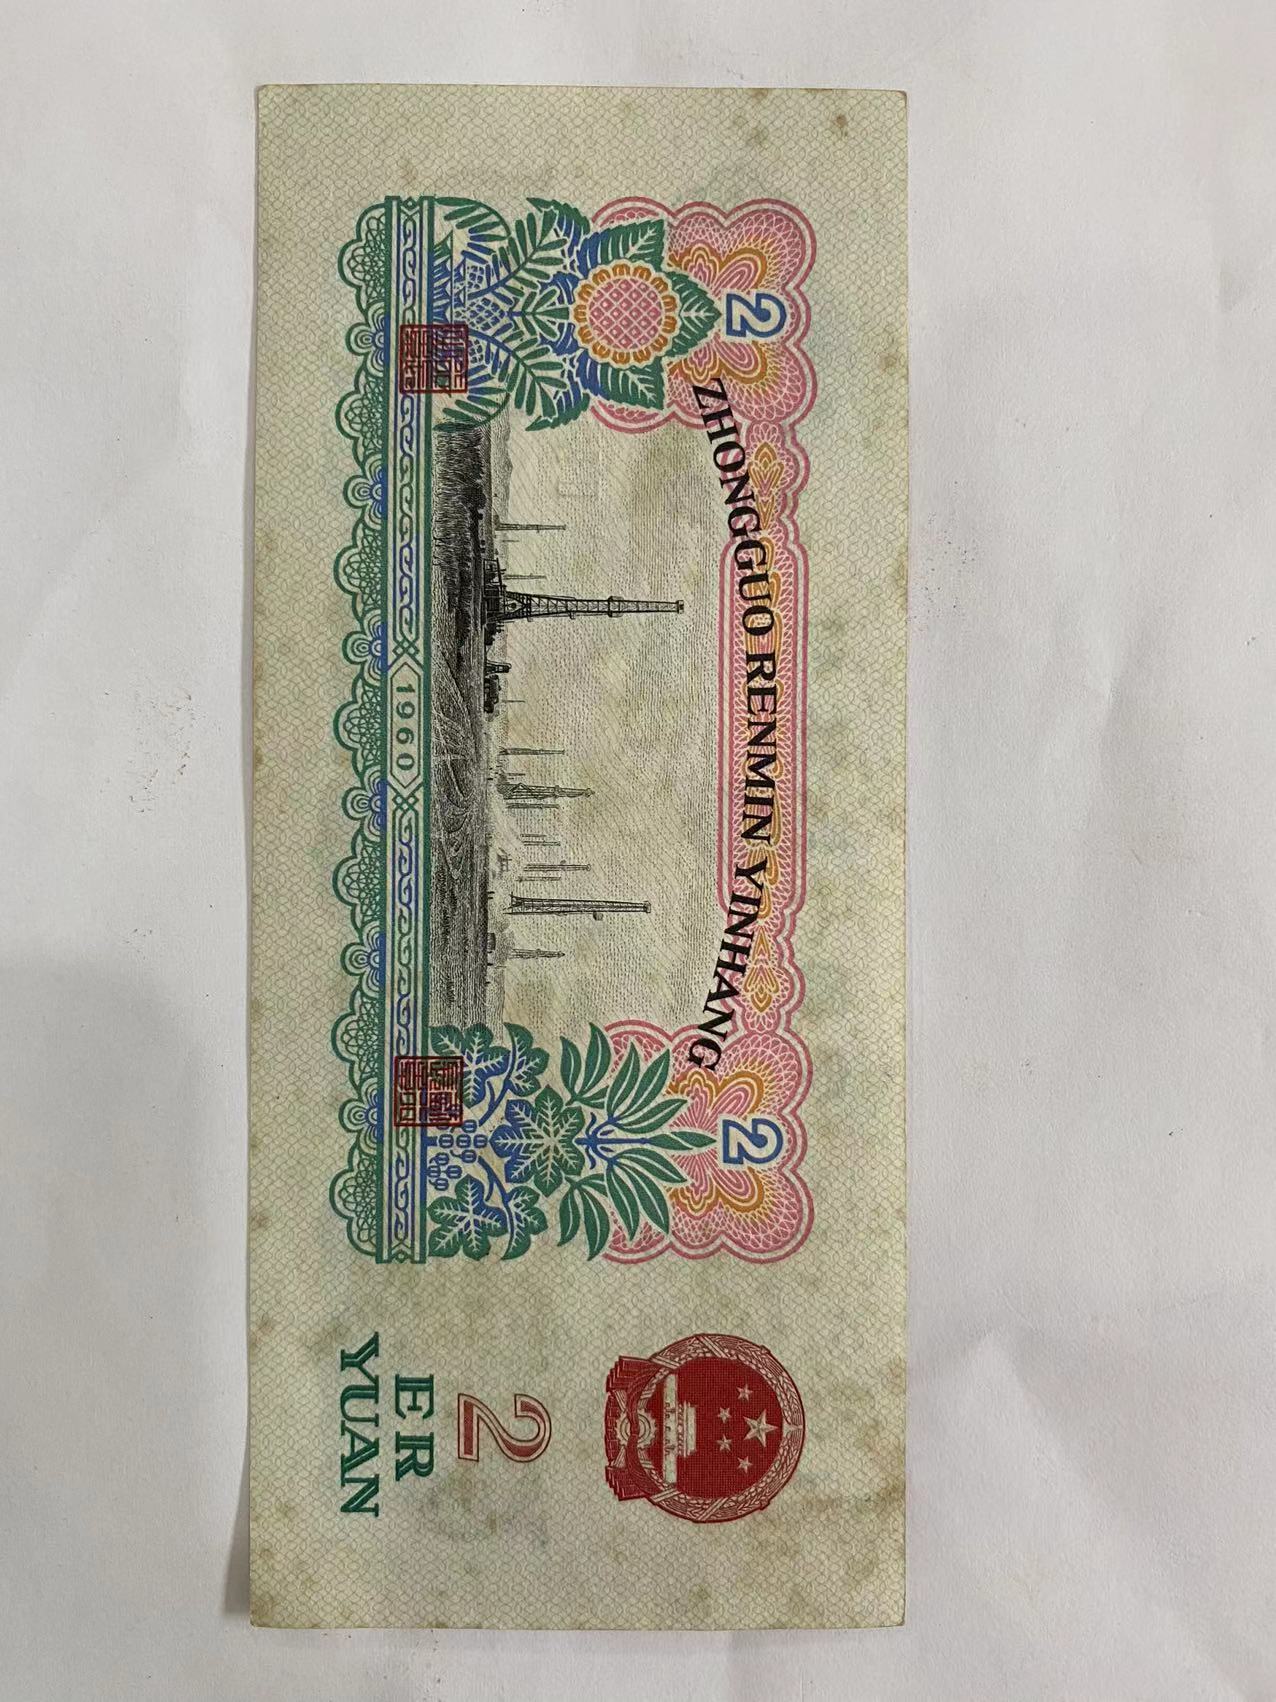 ZHONGGUO RENMIN YINHANG
2
2
2
ER
YUAN
1960